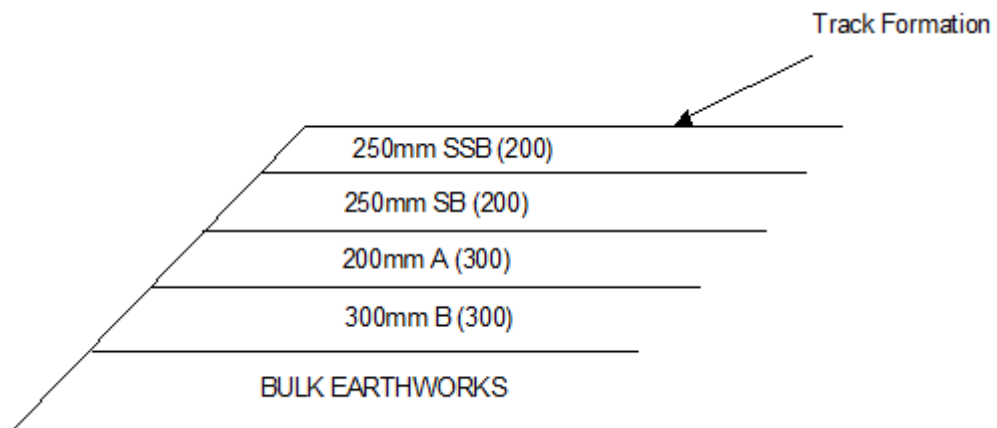 Track Formation
250mm SSB (200)
250mm SB (200)
200mm A (300)
300mm B (300)
BULK EARTHWORKS